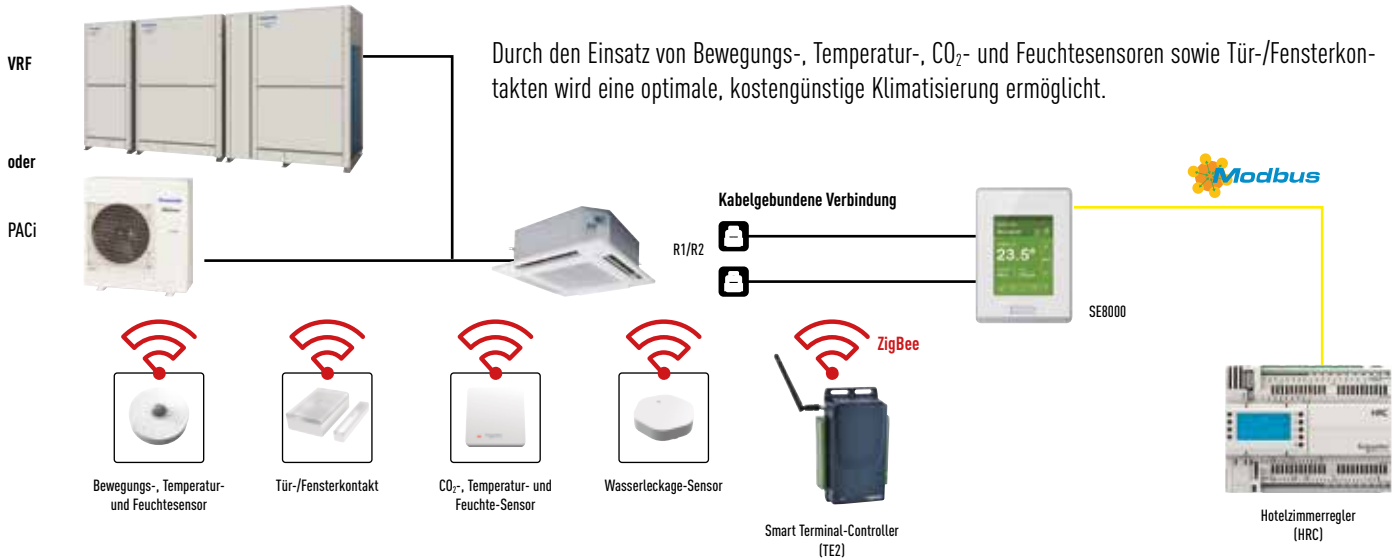 Durch den Einsatz von Bewegungs-, Temperatur-, CO₂- und Feuchtesensoren sowie Tür-/Fensterkon-
takten wird eine optimale, kostengünstige Klimatisierung ermöglicht.
VRF
oder
PACi
Modbus
Kabelgebundene Verbindung
R1/R2
23.5°
SE8000
ZigBee
HRC
Bewegungs-, Temperatur-
und Feuchtesensor
Tür-/Fensterkontakt
CO₂-, Temperatur- und
Feuchte-Sensor
Wasserleckage-Sensor
Smart Terminal-Controller
(TE2)
Hotelzimmerregler
(HRC)